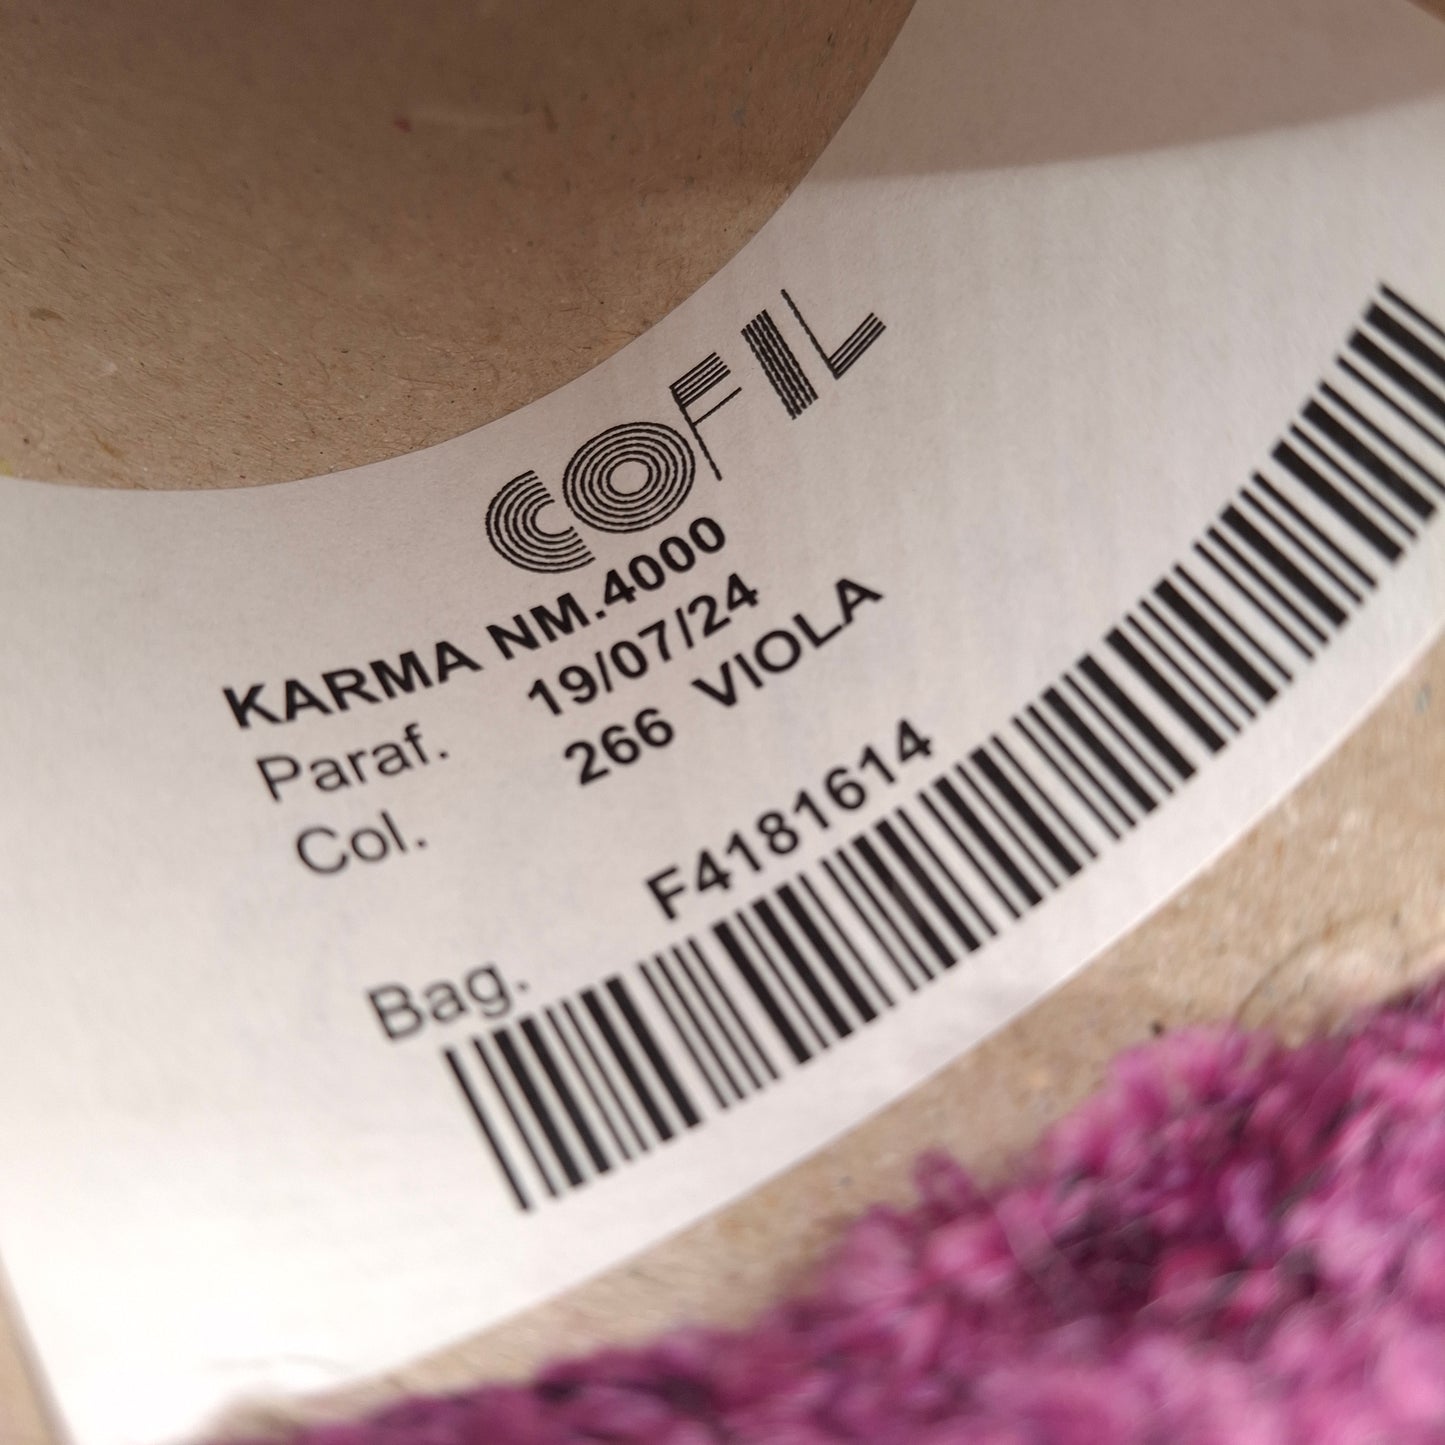 COFIL
KARMA NM.4000
Paraf. 19/07/24
Col. 266 VIOLA
Bag. F4181614